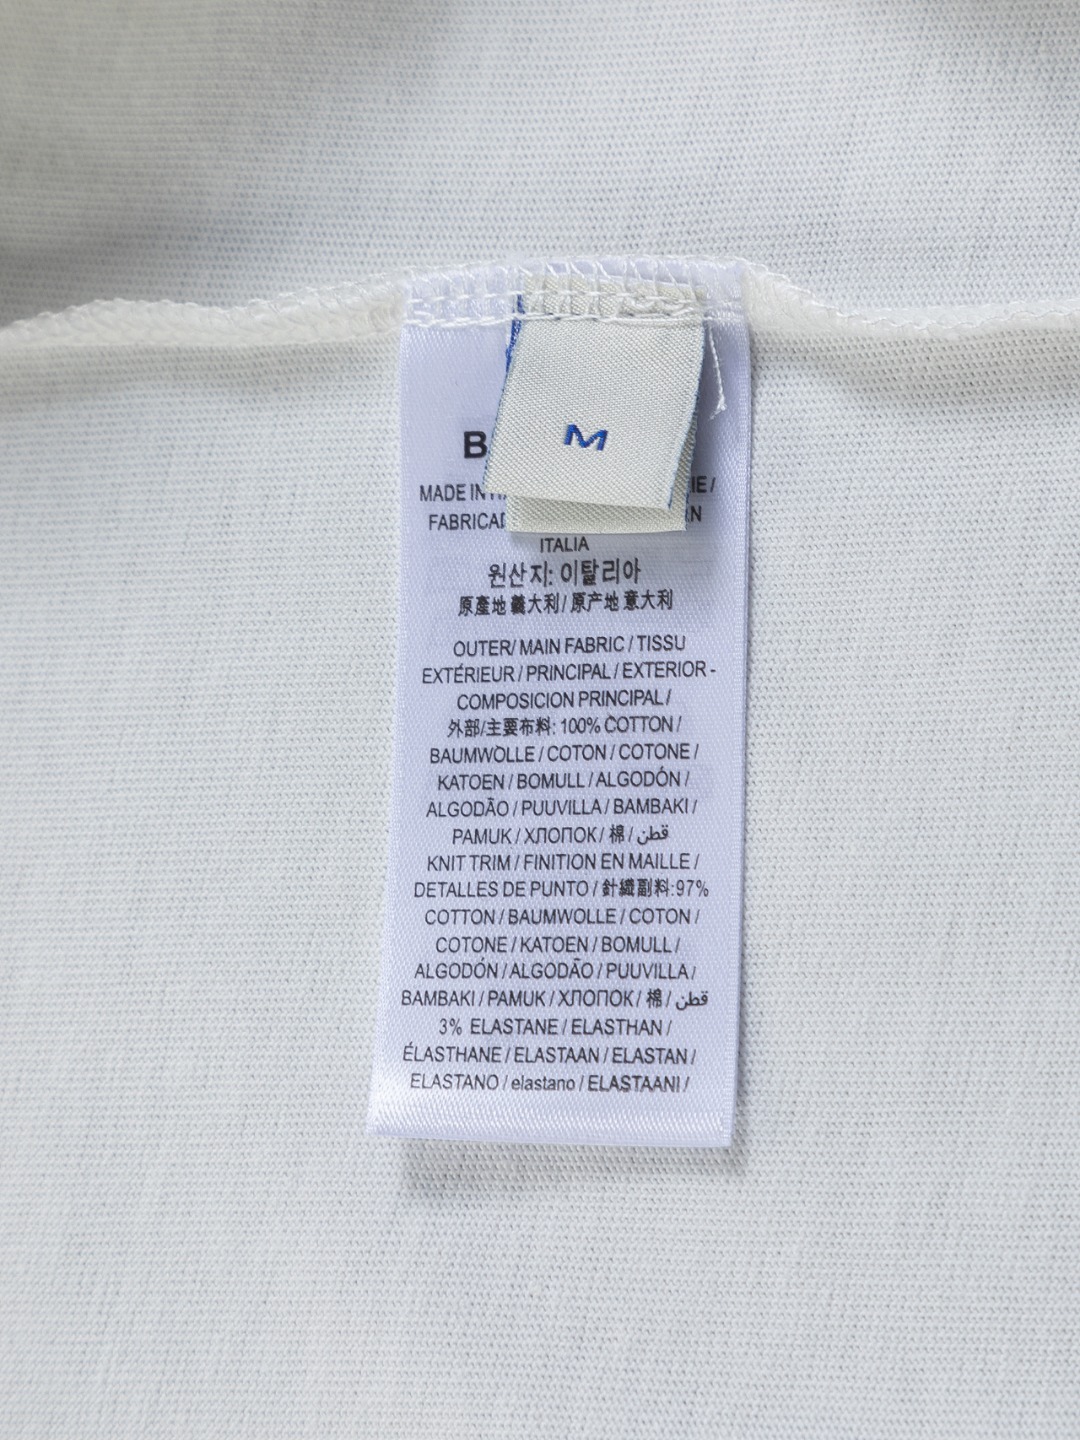 M
B
MADE IN
IE /
FABRICA
N
ITALIA
원산지: 이탈리아
原產地 義大利 / 原产地 意大利
OUTER/ MAIN FABRIC / TISSU
EXTÉRIEUR / PRINCIPAL / EXTERIOR -
COMPOSICION PRINCIPAL /
外部/主要布料: 100% COTTON /
BAUMWOLLE / COTON / COTONE /
KATOEN / BOMULL / ALGODÓN /
ALGODÃO / PUUVILLA / BAMBAKI /
PAMUK / ХЛОПОК / 棉 / قطن
KNIT TRIM / FINITION EN MAILLE /
DETALLES DE PUNTO / 針織副料:97%
COTTON / BAUMWOLLE / COTON /
COTONE / KATOEN / BOMULL /
ALGODÓN / ALGODÃO / PUUVILLA /
BAMBAKI / PAMUK / ХЛОПОК / 棉 / قطن
3% ELASTANE / ELASTHAN /
ÉLASTHANE / ELASTAAN / ELASTAN /
ELASTANO / elastano / ELASTAANI /